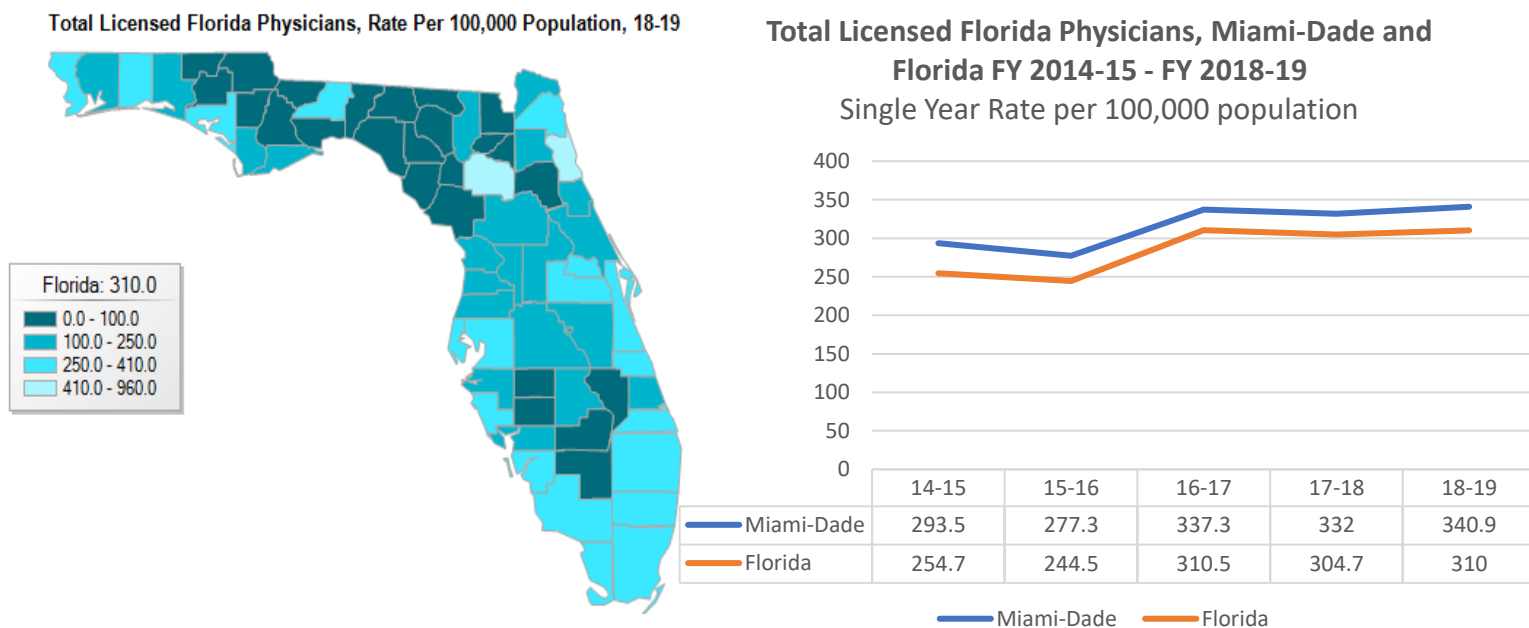 Total Licensed Florida Physicians, Rate Per 100,000 Population, 18-19
Florida: 310.0
0.0 - 100.0
100.0 - 250.0
250.0 - 410.0
410.0 - 960.0
Total Licensed Florida Physicians, Miami-Dade and
Florida FY 2014-15 - FY 2018-19
Single Year Rate per 100,000 population
400
350
300
250
200
150
100
50
0
14-15 15-16 16-17 17-18 18-19
Miami-Dade 293.5 277.3 337.3 332 340.9
Florida 254.7 244.5 310.5 304.7 310
Miami-Dade Florida